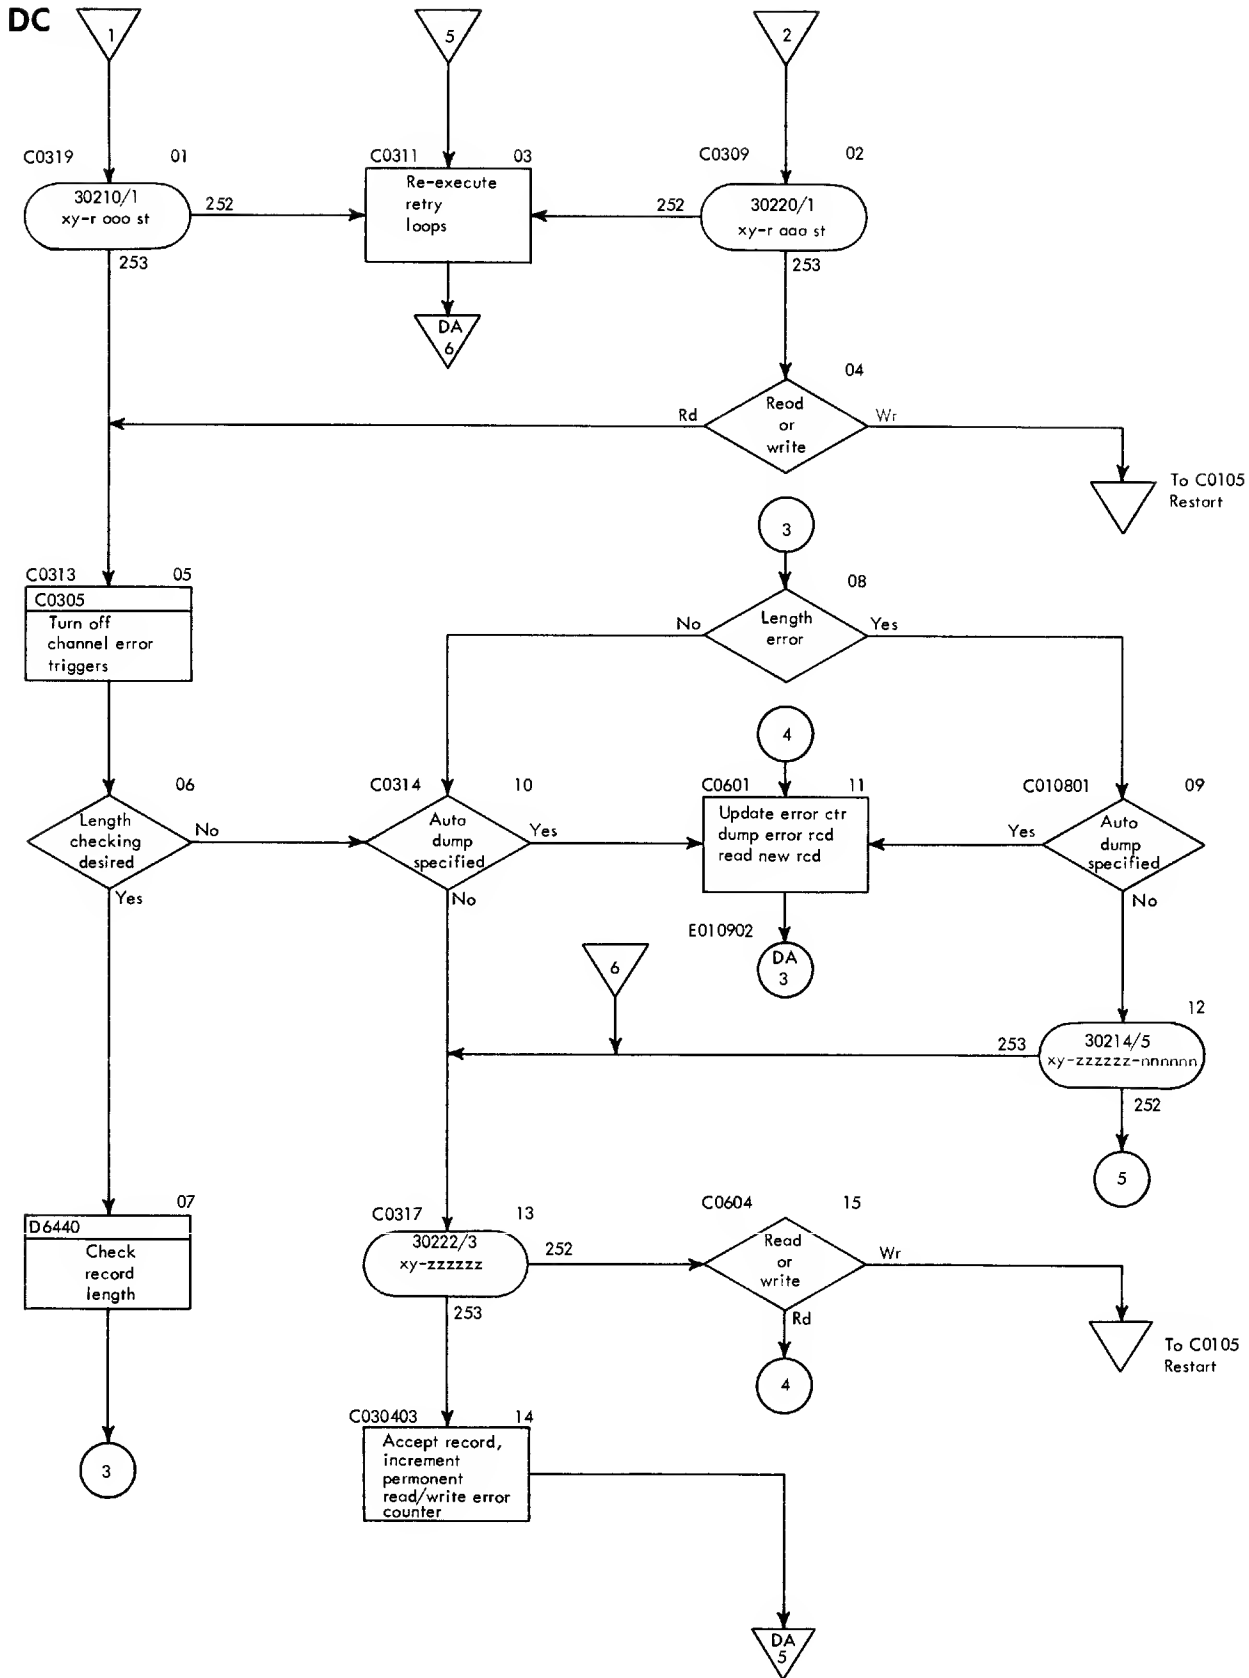 DC
1
5
2
C0319
01
C0311
03
C0309
02
30210/1
xy-r aaa st
252
Re-execute
retry
loops
252
30220/1
xy-r aaa st
253
253
DA
6
04
Rd
Read
or
write
Wr
To C0105
Restart
3
C0313
05
C0305
Turn off
channel error
triggers
08
No
Length
error
Yes
4
06
Length
checking
desired
No
Yes
C0314
10
Auto
dump
specified
Yes
No
C0601
11
Update error ctr
dump error rcd
read new rcd
C010801
09
Yes
Auto
dump
specified
No
E010902
DA
3
6
12
253
30214/5
xy-zzzzzz-nnnnnn
252
5
07
D6440
Check
record
length
C0317
13
30222/3
xy-zzzzzz
252
253
C0604
15
Read
or
write
Wr
Rd
To C0105
Restart
4
3
C030403
14
Accept record,
increment
permanent
read/write error
counter
DA
5